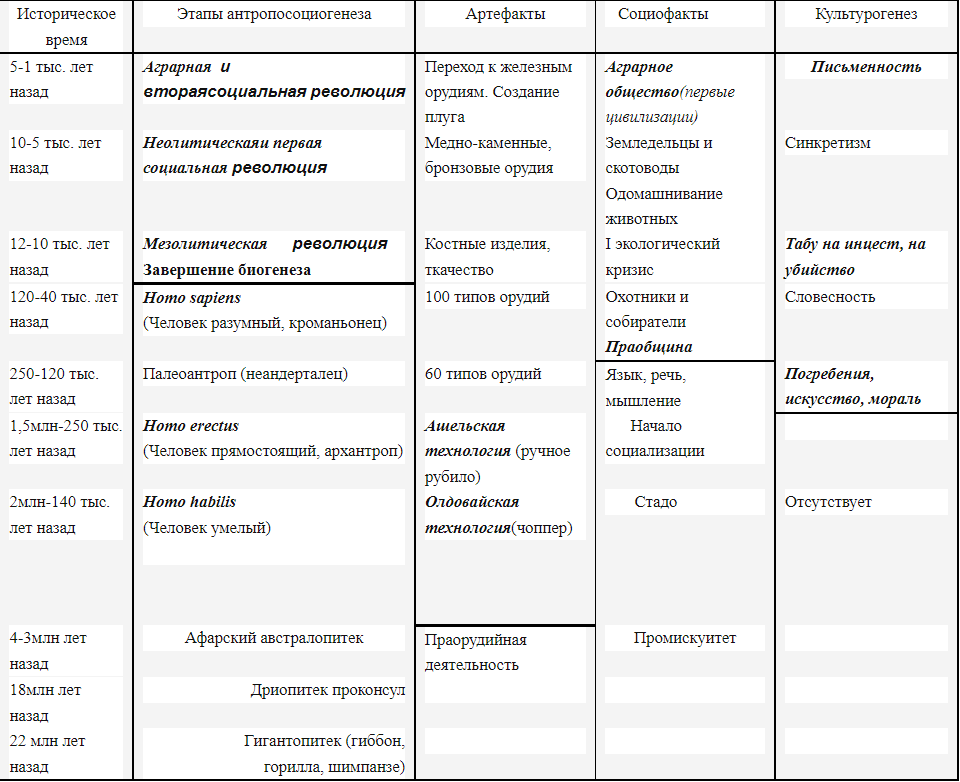 Историческое
время
Этапы антропосоциогенеза
Артефакты
Социофакты
Культурогенез
5-1 тыс. лет
назад
Аграрная и
втораясоциальная революция
Переход к железным
орудиям. Создание
плуга
Аграрное
общество(первые
цивилизации)
Письменность
10-5 тыс. лет
назад
Неолитическаяи первая
социальная революция
Медно-каменные,
бронзовые орудия
Земледельцы и
скотоводы
Одомашнивание
животных
Синкретизм
12-10 тыс. лет
назад
Мезолитическая революция
Завершение биогенеза
Костные изделия,
ткачество
I экологический
кризис
Табу на инцест, на
убийство
120-40 тыс. лет
назад
Homo sapiens
(Человек разумный, кроманьонец)
100 типов орудий
Охотники и
собиратели
Праобщина
Словесность
250-120 тыс.
лет назад
Палеоантроп (неандерталец)
60 типов орудий
Язык, речь,
мышление
Погребения,
искусство, мораль
1,5млн-250 тыс.
лет назад
Homo erectus
(Человек прямостоящий, архантроп)
Ашельская
технология (ручное
рубило)
Начало
социализации
2млн-140 тыс.
лет назад
Homo habilis
(Человек умелый)
Олдовайская
технология(чоппер)
Стадо
Отсутствует
4-3млн лет
назад
Афарский австралопитек
Праорудийная
деятельность
Промискуитет
18млн лет
назад
Дриопитек проконсул
22 млн лет
назад
Гигантопитек (гиббон,
горилла, шимпанзе)